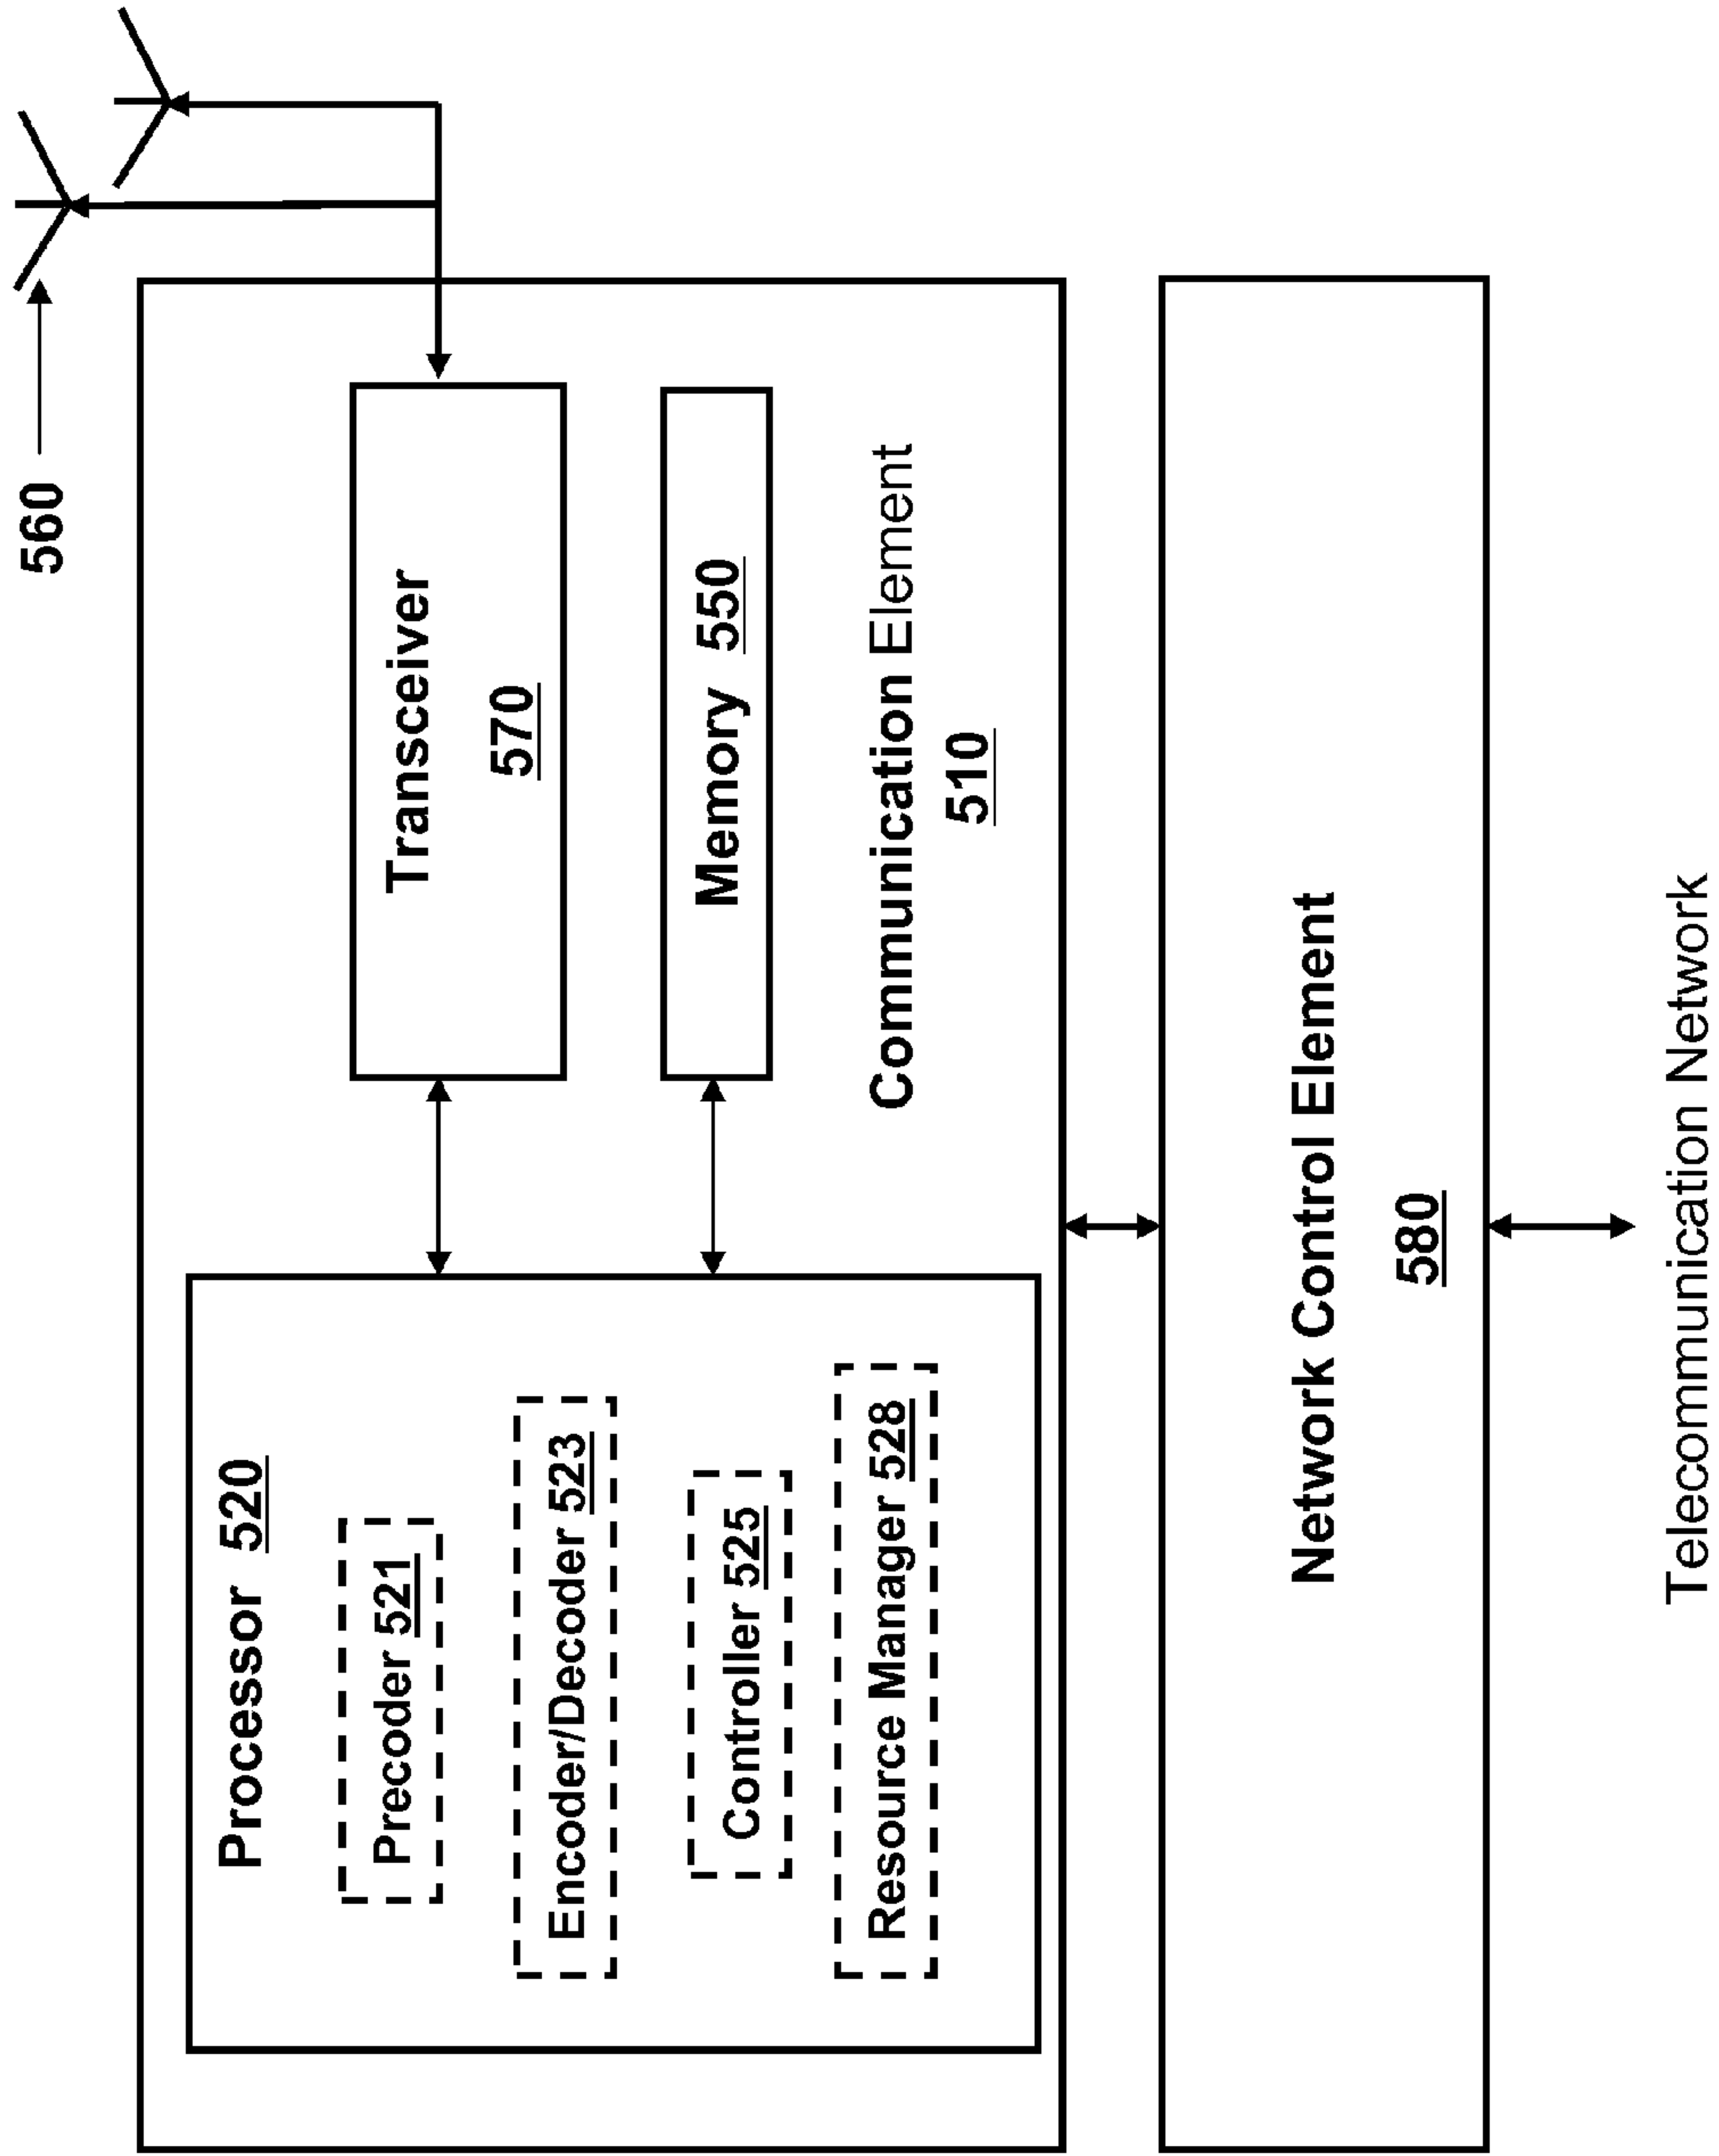 560
Processor 520
Precoder 521
Encoder/Decoder 523
Controller 525
Resource Manager 528
Transceiver
570
Memory 550
Communication Element
510
Network Control Element
580
Telecommunication Network